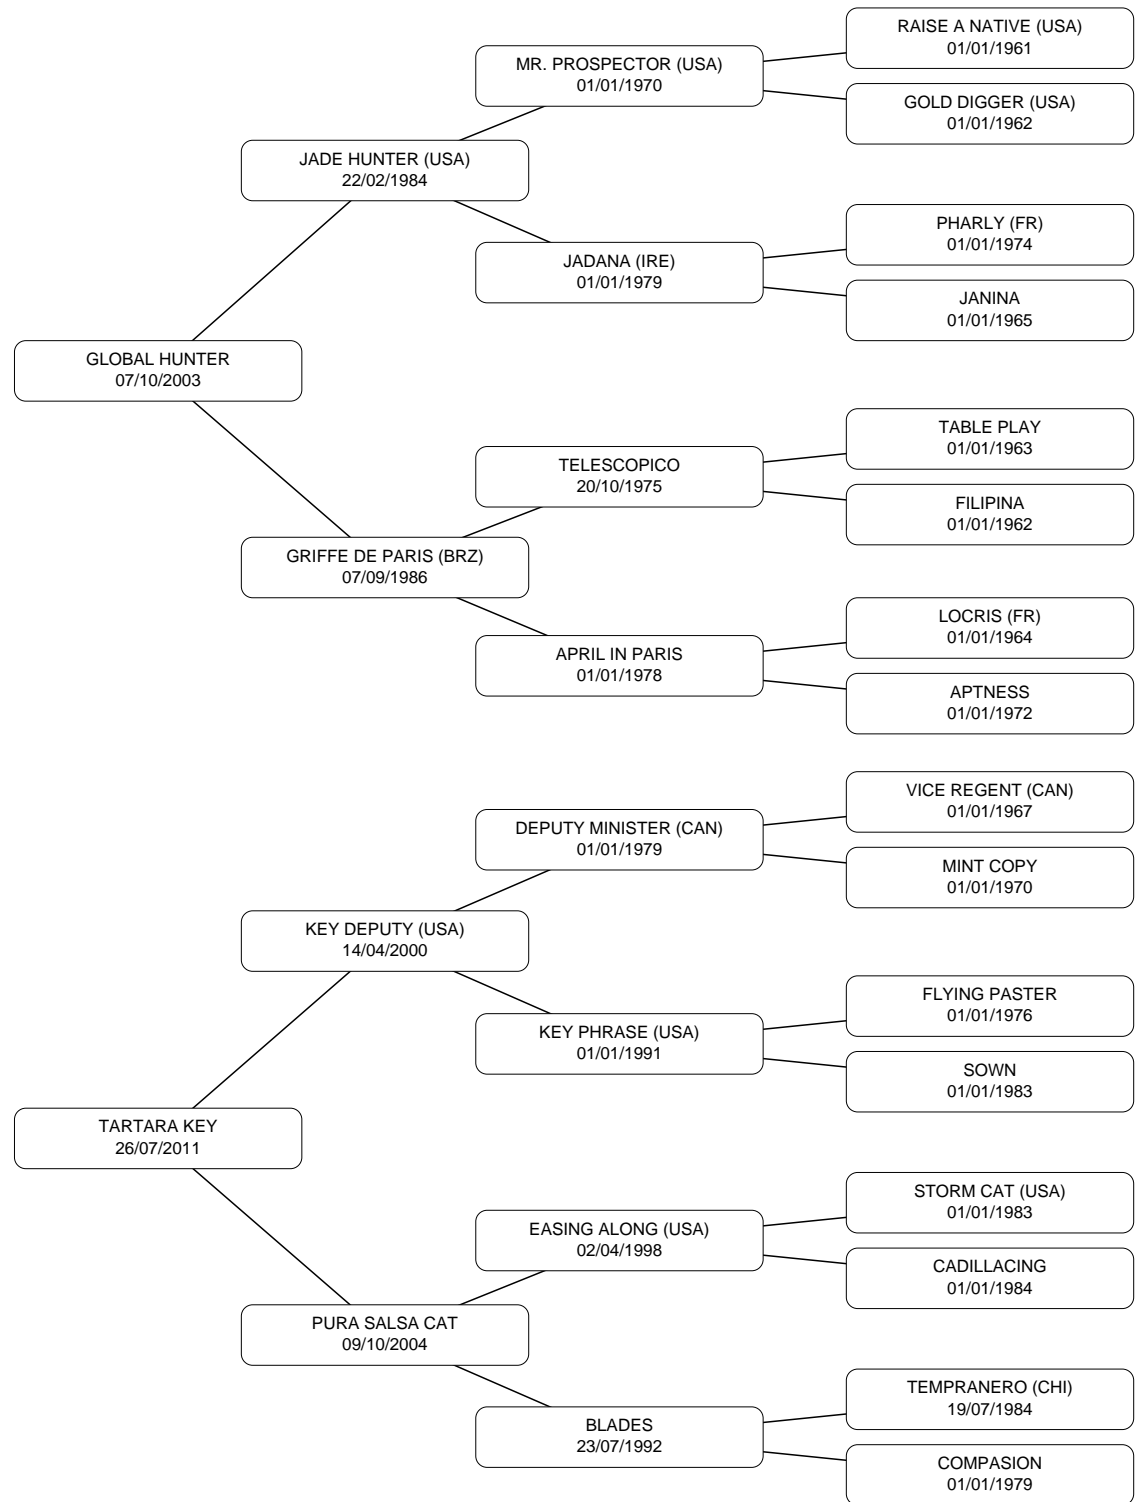 RAISE A NATIVE (USA)
01/01/1961
MR. PROSPECTOR (USA)
01/01/1970
GOLD DIGGER (USA)
01/01/1962
JADE HUNTER (USA)
22/02/1984
PHARLY (FR)
01/01/1974
JADANA (IRE)
01/01/1979
JANINA
01/01/1965
GLOBAL HUNTER
07/10/2003
TABLE PLAY
01/01/1963
TELESCOPICO
20/10/1975
FILIPINA
01/01/1962
GRIFFE DE PARIS (BRZ)
07/09/1986
LOCRIS (FR)
01/01/1964
APRIL IN PARIS
01/01/1978
APTNESS
01/01/1972
VICE REGENT (CAN)
01/01/1967
DEPUTY MINISTER (CAN)
01/01/1979
MINT COPY
01/01/1970
KEY DEPUTY (USA)
14/04/2000
FLYING PASTER
01/01/1976
KEY PHRASE (USA)
01/01/1991
SOWN
01/01/1983
TARTARA KEY
26/07/2011
STORM CAT (USA)
01/01/1983
EASING ALONG (USA)
02/04/1998
CADILLACING
01/01/1984
PURA SALSA CAT
09/10/2004
TEMPRANERO (CHI)
19/07/1984
BLADES
23/07/1992
COMPASION
01/01/1979